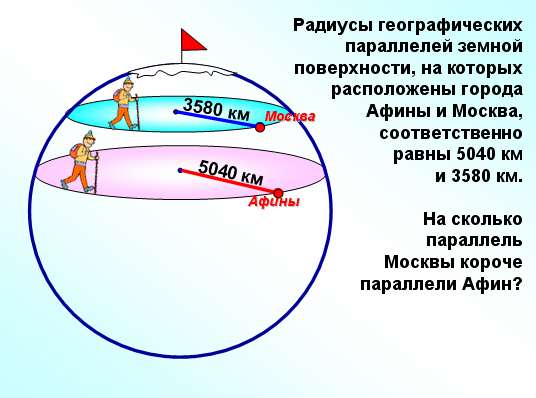 Радиусы географических
параллелей земной
поверхности, на которых
расположены города
Афины и Москва,
соответственно
равны 5040 км
и 3580 км.
На сколько
параллель
Москвы короче
параллели Афин?
3580 км
Москва
5040 км
Афины